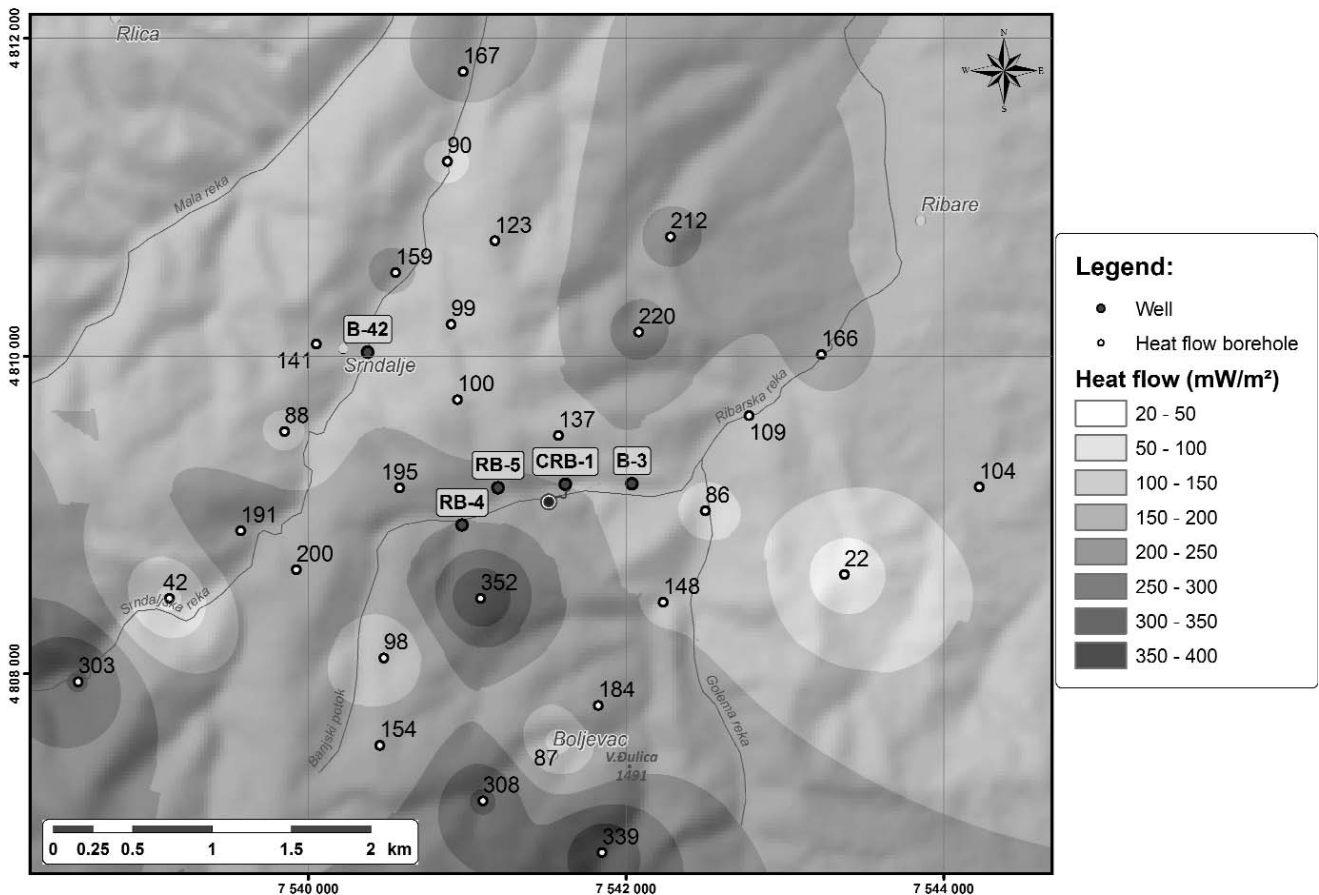 4 812 000
4 810 000
4 808 000
Rlica
N
W
E
S
167
90
Mala reka
Ribare
123
212
159
99
220
B-42
141
Srndalje
166
100
Ribarska reka
88
137
109
195
RB-5
CRB-1
B-3
104
RB-4
86
191
200
22
42
352
148
Srndaljska reka
98
303
184
Golema reka
Banjski potok
154
Boljevac
87
V.Đulica
1491
308
339
0 0.25 0.5 1 1.5 2 km
7 540 000
7 542 000
7 544 000
Legend:
Well
Heat flow borehole
Heat flow (mW/m²)
20 - 50
50 - 100
100 - 150
150 - 200
200 - 250
250 - 300
300 - 350
350 - 400